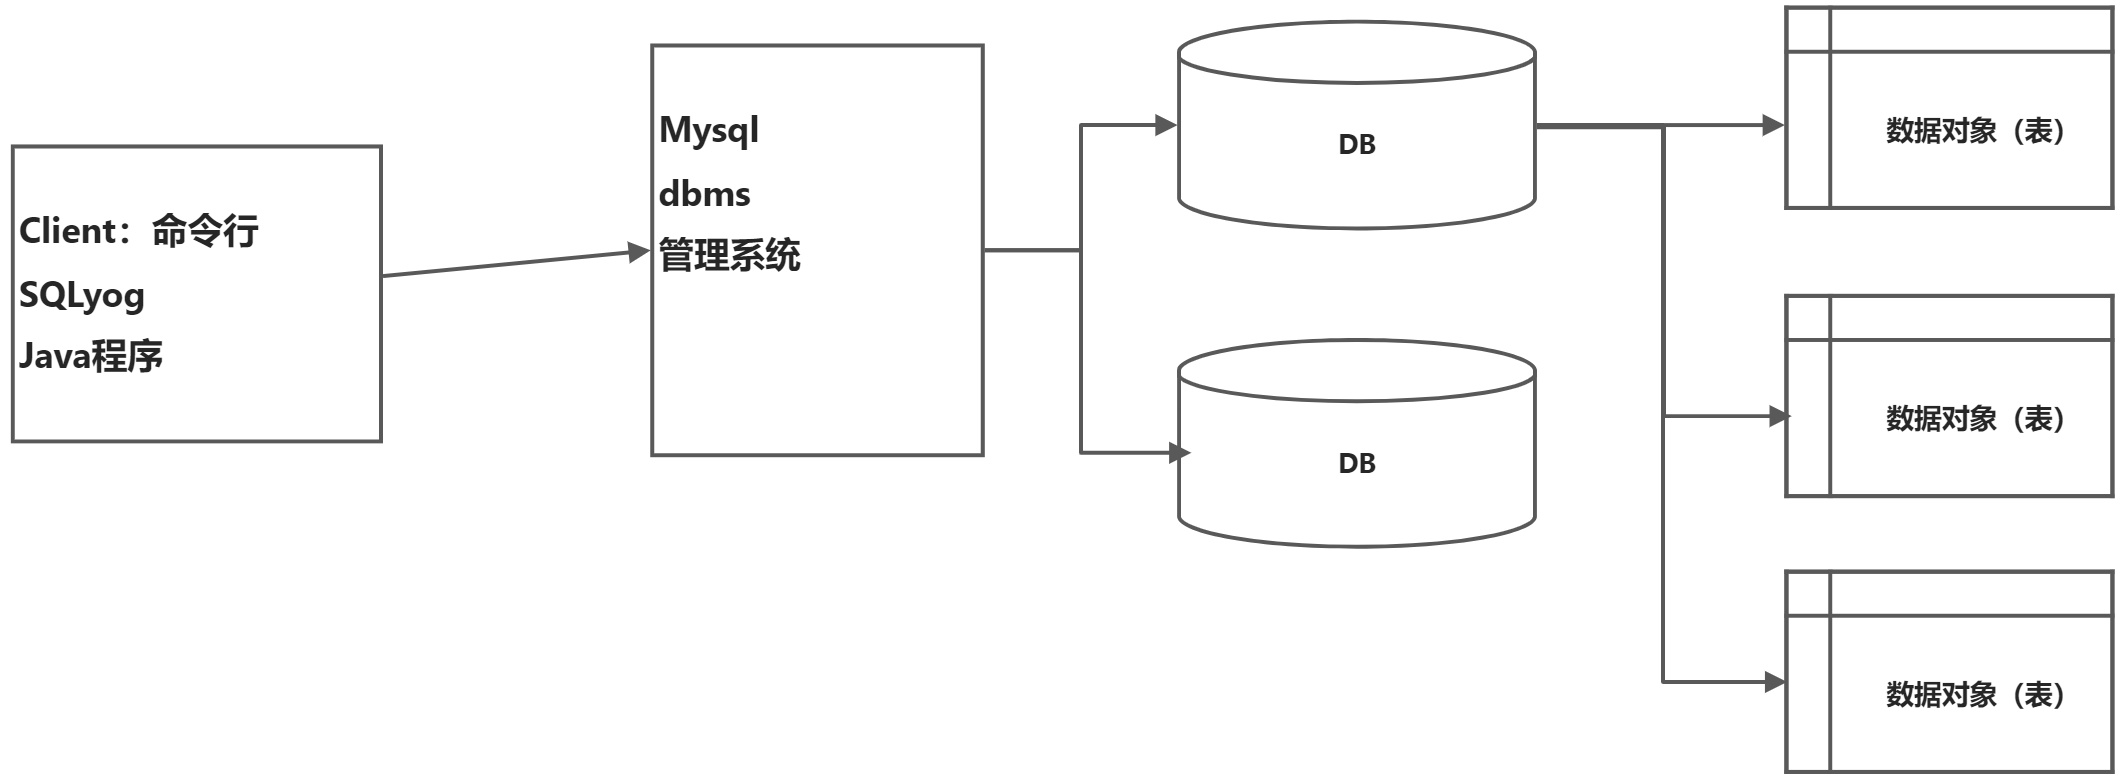 Client：命令行
SQLyog
Java程序
Mysql
dbms
管理系统
DB
DB
数据对象（表）
数据对象（表）
数据对象（表）